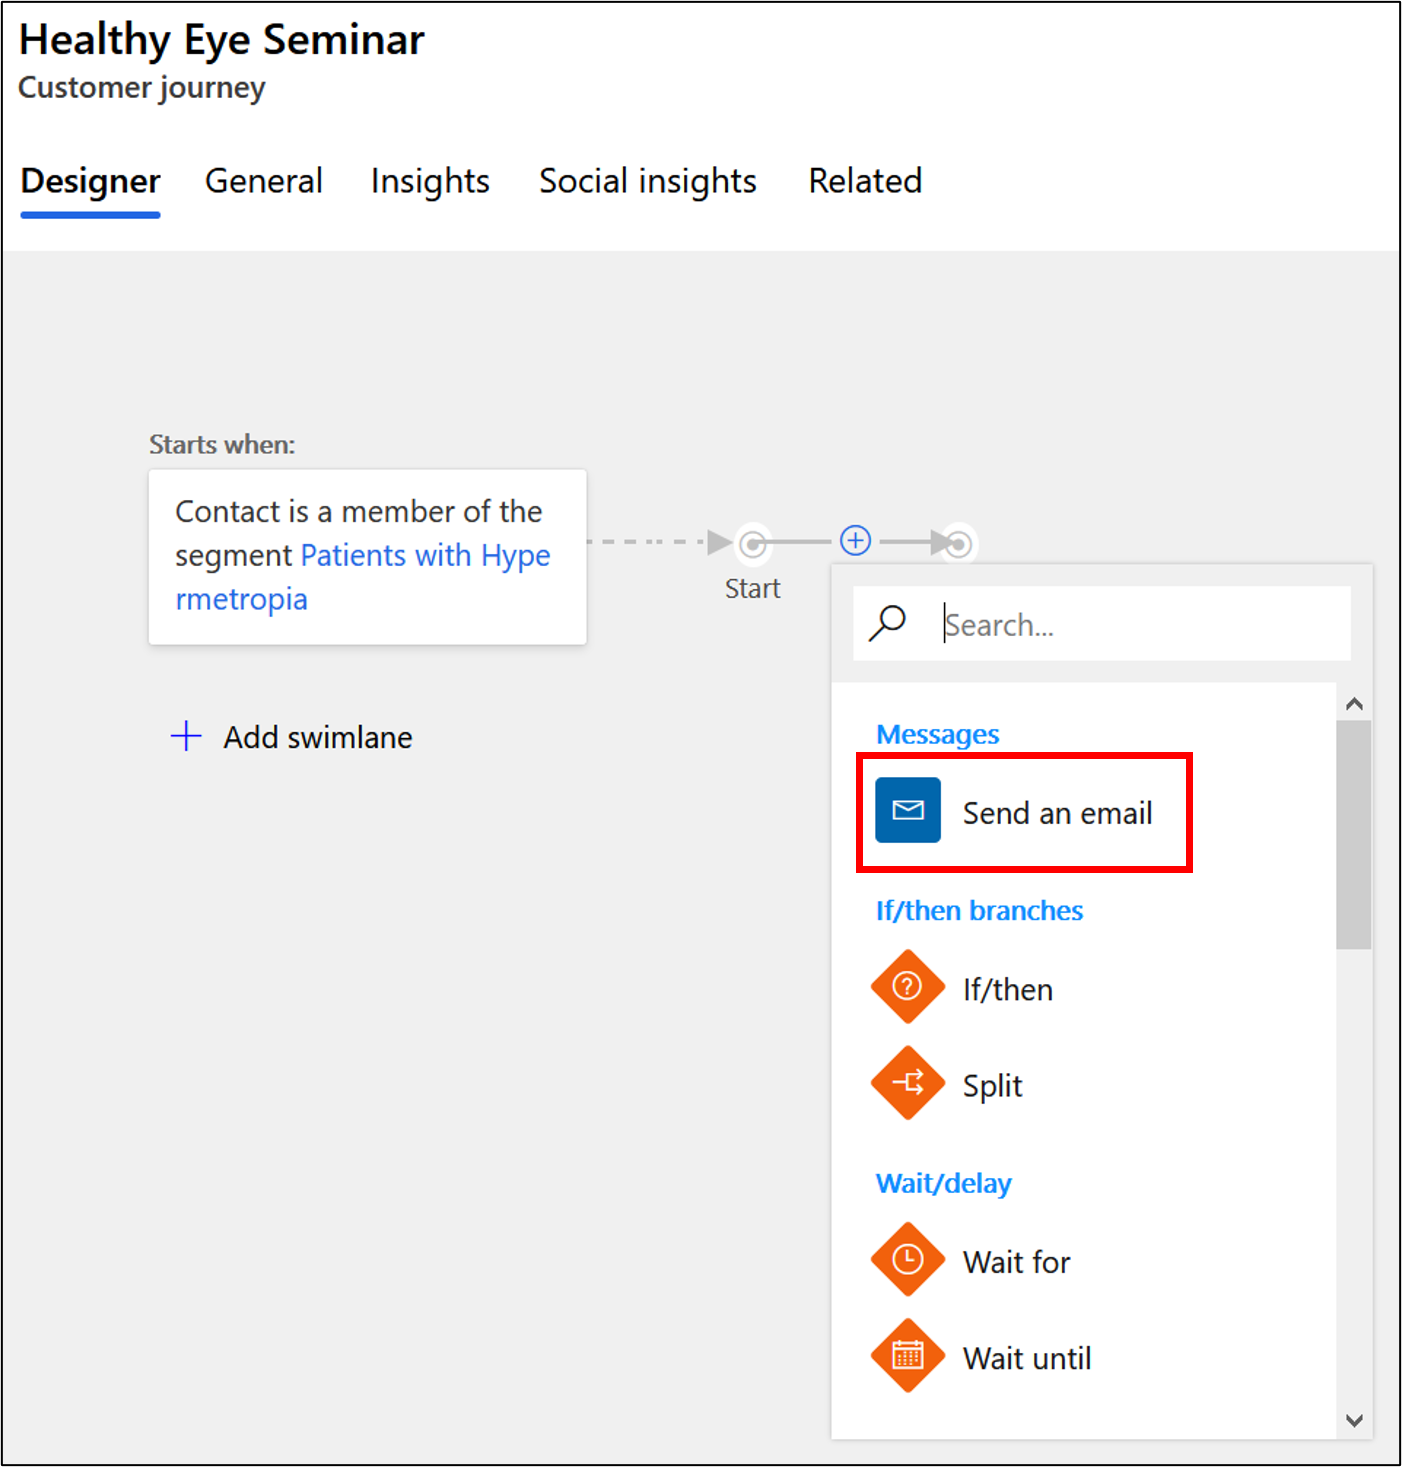 Healthy Eye Seminar
Customer journey
Designer General Insights Social insights Related
Starts when:
Contact is a member of the
segment Patients with Hype
rmetropia
Start
Add swimlane
Search...
Messages
Send an email
If/then branches
If/then
Split
Wait/delay
Wait for
Wait until